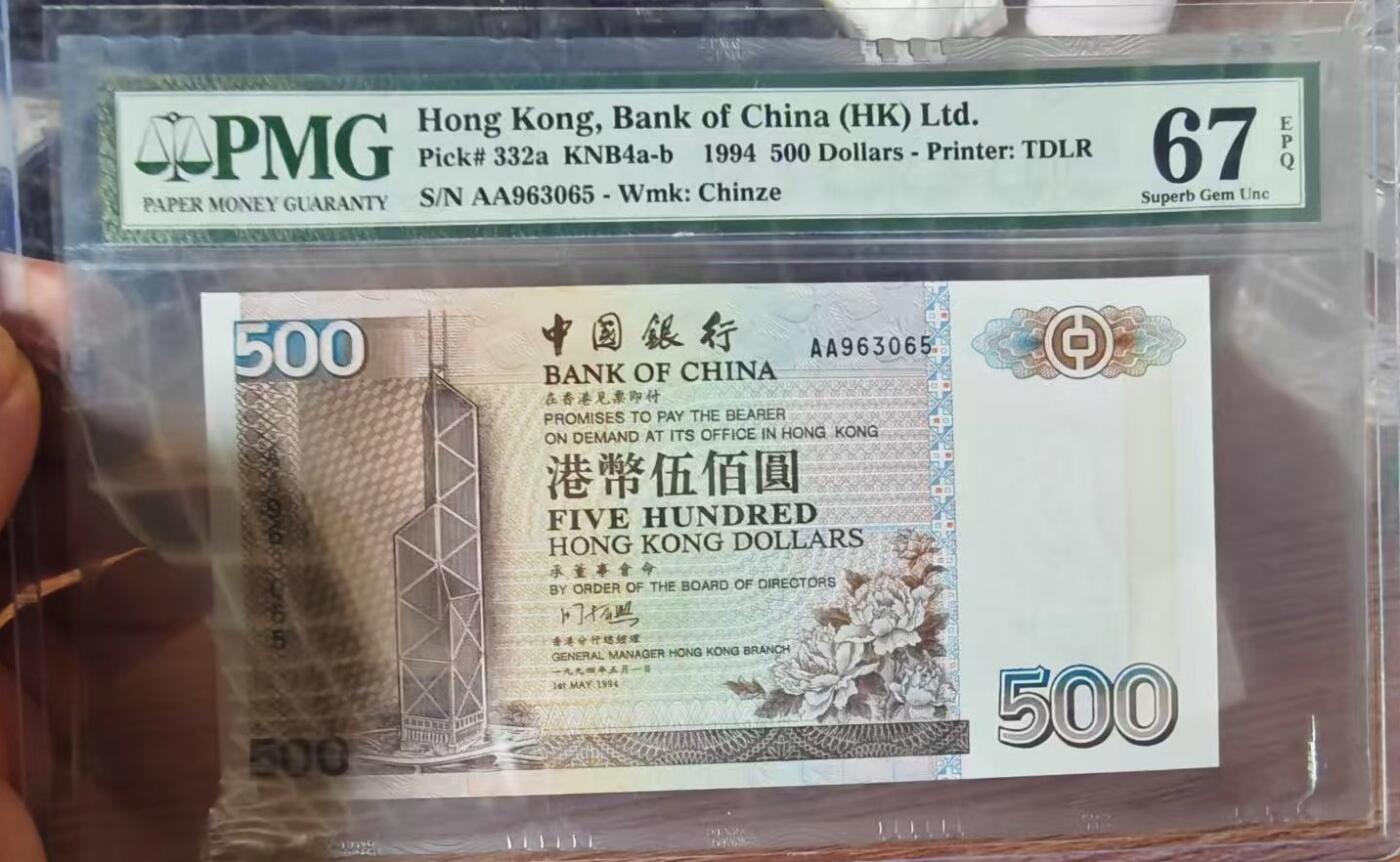 PMG
PAPER MONEY GUARANTY
Hong Kong, Bank of China (HK) Ltd.
Pick# 332a KNB4a-b 1994 500 Dollars - Printer: TDLR
S/N AA963065 - Wmk: Chinze
67
EPQ
Superb Gem Unc
500
中國銀行
AA963065
BANK OF CHINA
在香港見票即付
PROMISES TO PAY THE BEARER
ON DEMAND AT ITS OFFICE IN HONG KONG
港幣伍佰圓
FIVE HUNDRED
HONG KONG DOLLARS
承董事會命
BY ORDER OF THE BOARD OF DIRECTORS
香港分行總經理
GENERAL MANAGER HONG KONG BRANCH
一九九四年五月一日
1st MAY 1994
500
500